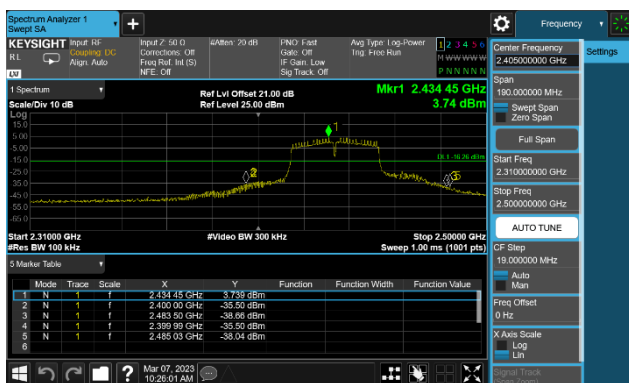 Spectrum Analyzer 1
Swept SA
Frequency
KEYSIGHT Input: RF
R L
Coupling: DC
Align: Auto
Input Z: 50 Ω
Corrections: Off
Freq Ref: Int (S)
NFE: Off
#Atten: 20 dB
PNO: Fast
Gate: Off
IF Gain: Low
Sig Track: Off
Avg Type: Log-Power
Trig: Free Run
1 2 3 4 5 6
M W W W W W
P N N N N N
LVI
1 Spectrum
Scale/Div 10 dB
Ref Lvl Offset 21.00 dB
Ref Level 25.00 dBm
Mkr1 2.434 45 GHz
3.74 dBm
Log
15.0
5.00
-5.00
-15.0
-25.0
-35.0
-45.0
-55.0
-65.0
1
DL1 -16.26 dBm
Start 2.31000 GHz
#Res BW 100 kHz
#Video BW 300 kHz
Stop 2.50000 GHz
Sweep 1.00 ms (1001 pts)
5 Marker Table
Mode Trace Scale X Y Function Function Width Function Value
1 N 1 f 2.434 45 GHz 3.739 dBm
2 N 1 f 2.400 00 GHz -35.50 dBm
3 N 1 f 2.483 50 GHz -38.66 dBm
4 N 1 f 2.399 99 GHz -35.50 dBm
5 N 1 f 2.485 03 GHz -38.04 dBm
6
Mar 07, 2023
10:26:01 AM
Center Frequency
2.405000000 GHz
Settings
Span
190.000000 MHz
Swept Span
Zero Span
Full Span
Start Freq
2.310000000 GHz
Stop Freq
2.500000000 GHz
AUTO TUNE
CF Step
19.000000 MHz
Auto
Man
Freq Offset
0 Hz
X Axis Scale
Log
Lin
Signal Track